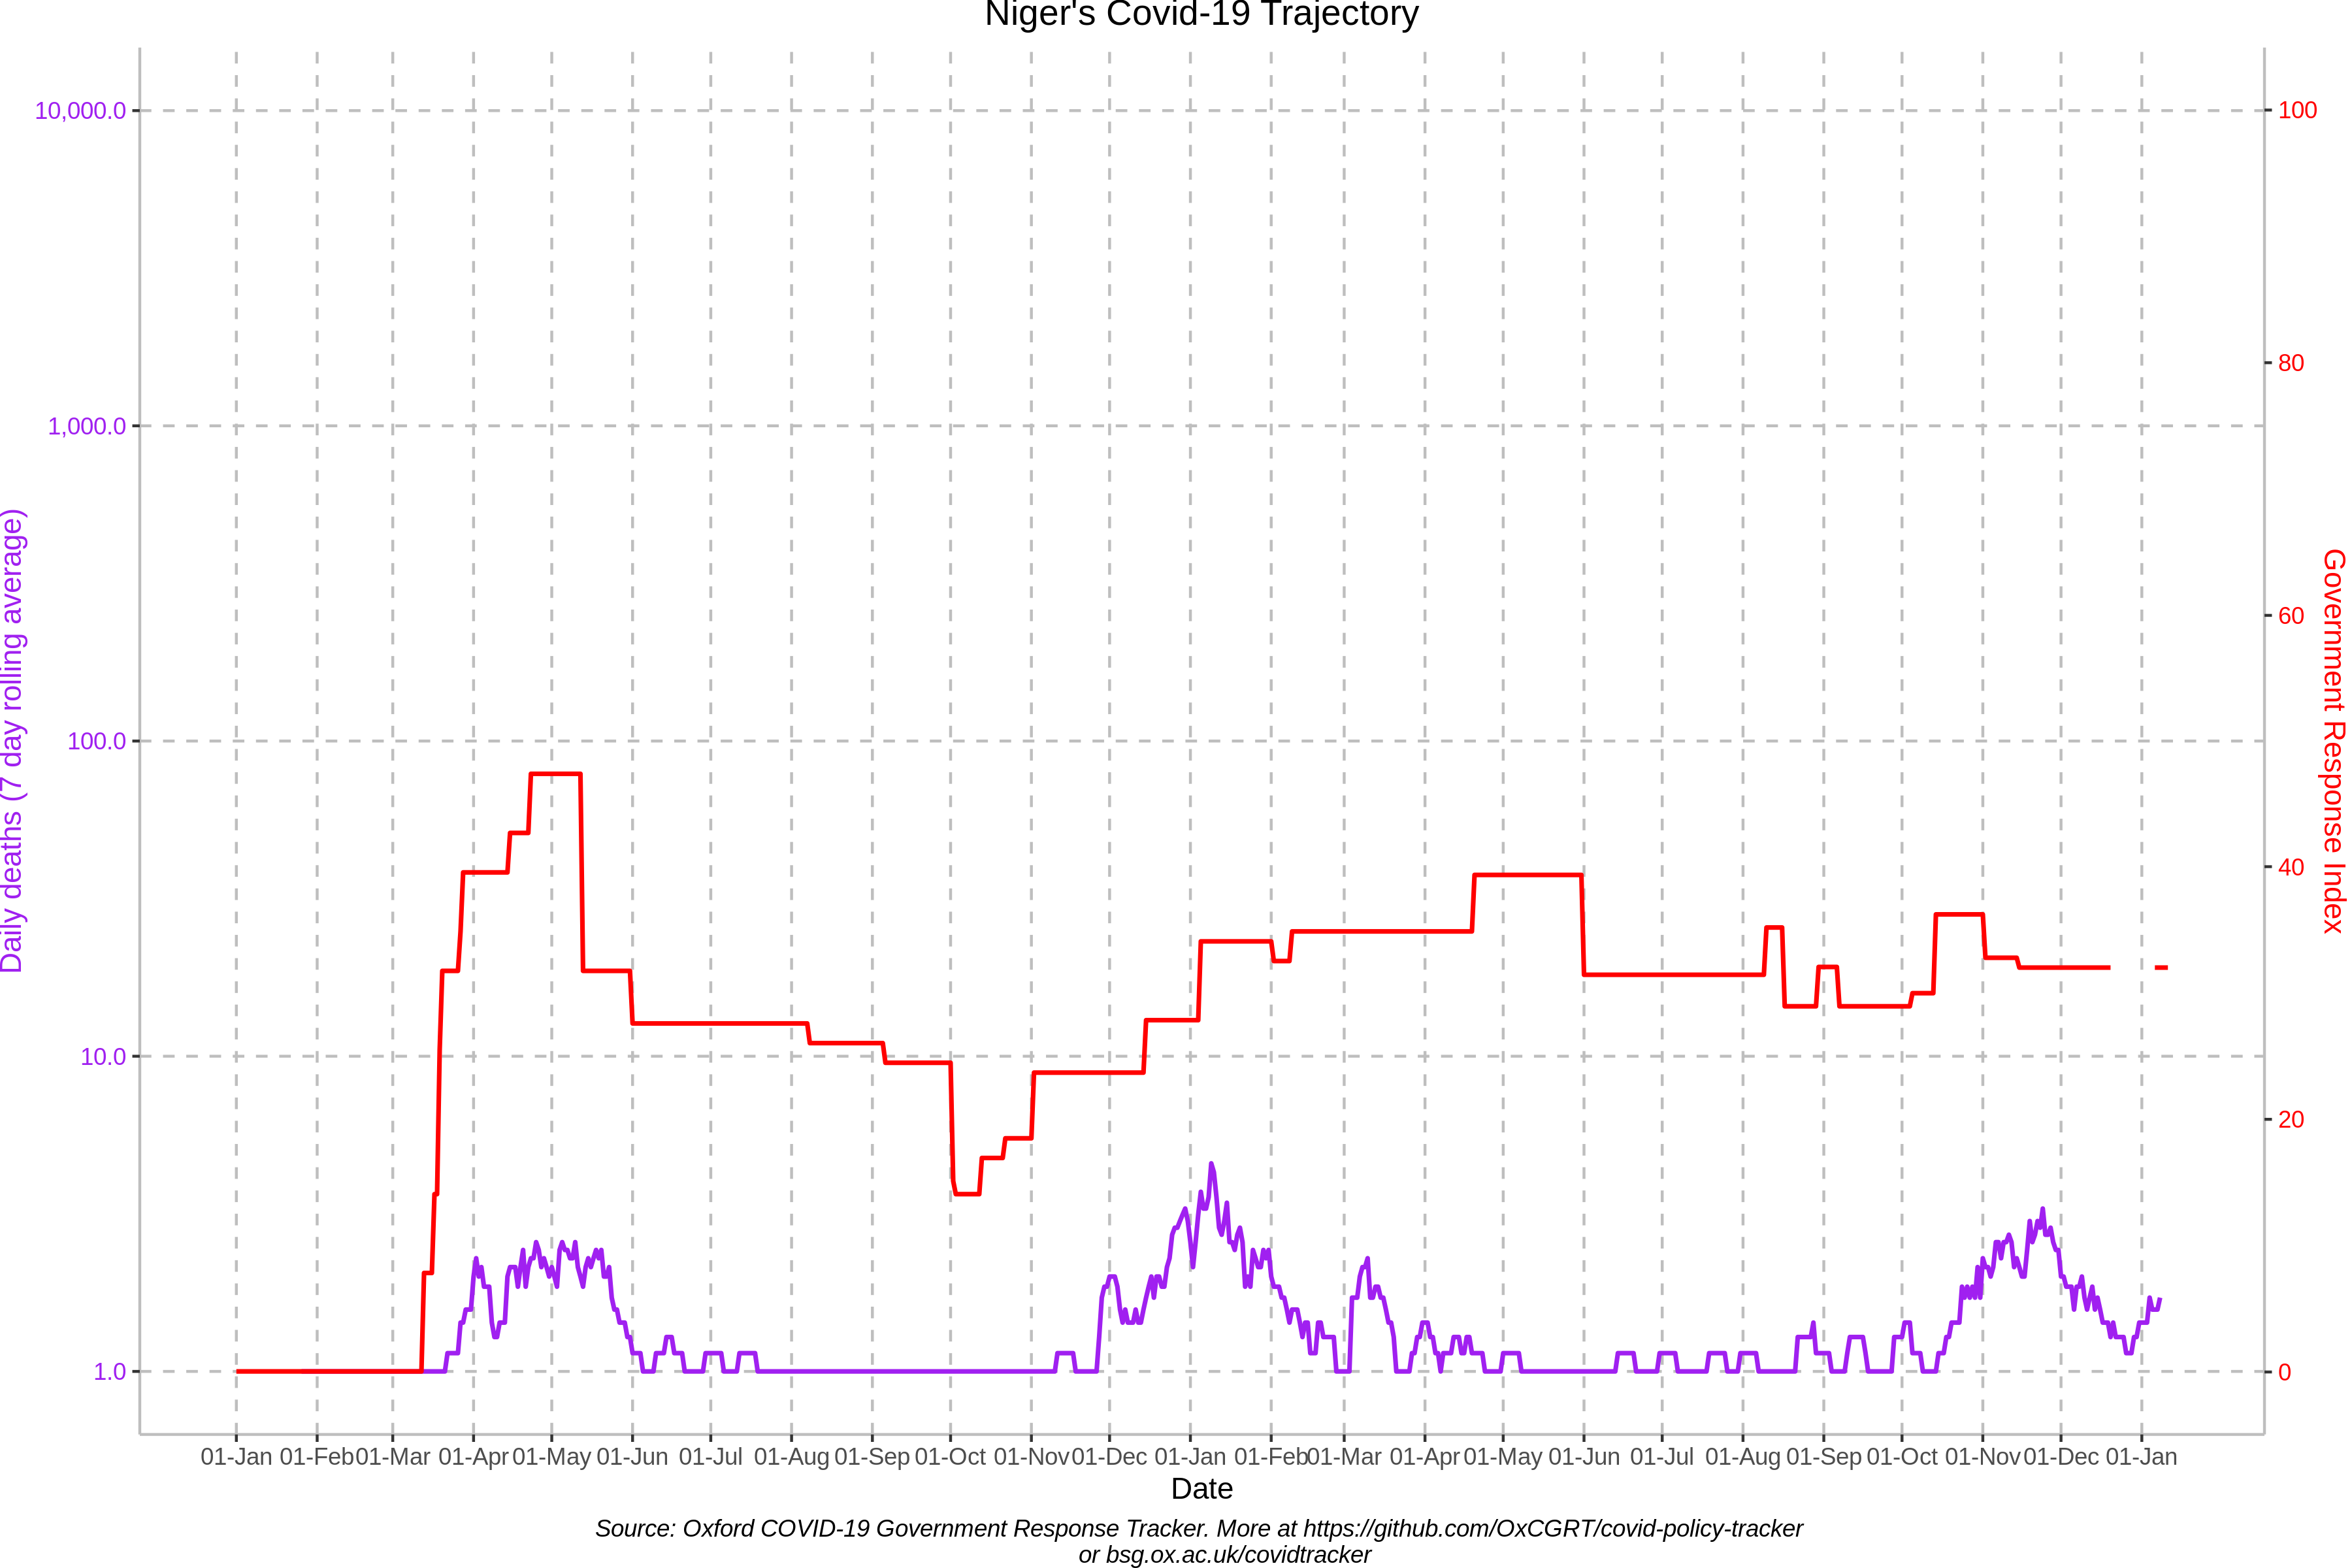 Niger's Covid-19 Trajectory
10,000.0
1,000.0
100.0
10.0
1.0
Daily deaths (7 day rolling average)
100
80
60
40
20
0
Government Response Index
01-Jan 01-Feb 01-Mar 01-Apr 01-May 01-Jun 01-Jul 01-Aug 01-Sep 01-Oct 01-Nov 01-Dec 01-Jan 01-Feb 01-Mar 01-Apr 01-May 01-Jun 01-Jul 01-Aug 01-Sep 01-Oct 01-Nov 01-Dec 01-Jan
Date
Source: Oxford COVID-19 Government Response Tracker. More at https://github.com/OxCGRT/covid-policy-tracker
or bsg.ox.ac.uk/covidtracker